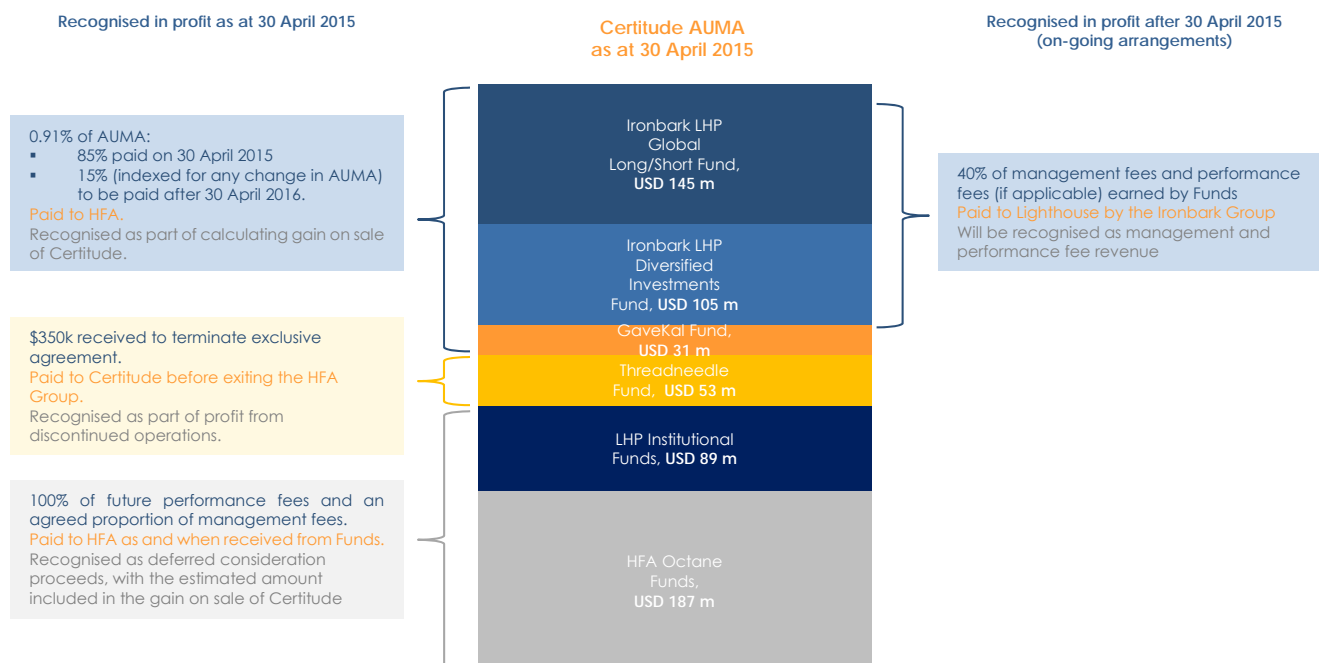 Recognised in profit as at 30 April 2015
Certitude AUMA
as at 30 April 2015
Recognised in profit after 30 April 2015
(on-going arrangements)
0.91% of AUMA:
▪ 85% paid on 30 April 2015
▪ 15% (indexed for any change in AUMA)
to be paid after 30 April 2016.
Paid to HFA.
Recognised as part of calculating gain on sale
of Certitude.
$350k received to terminate exclusive
agreement.
Paid to Certitude before exiting the HFA
Group.
Recognised as part of profit from
discontinued operations.
100% of future performance fees and an
agreed proportion of management fees.
Paid to HFA as and when received from Funds.
Recognised as deferred consideration
proceeds, with the estimated amount
included in the gain on sale of Certitude
Ironbark LHP
Global
Long/Short Fund,
USD 145 m
Ironbark LHP
Diversified
Investments
Fund, USD 105 m
GaveKal Fund,
USD 31 m
Threadneedle
Fund, USD 53 m
LHP Institutional
Funds, USD 89 m
HFA Octane
Funds,
USD 187 m
40% of management fees and performance
fees (if applicable) earned by Funds
Paid to Lighthouse by the Ironbark Group
Will be recognised as management and
performance fee revenue